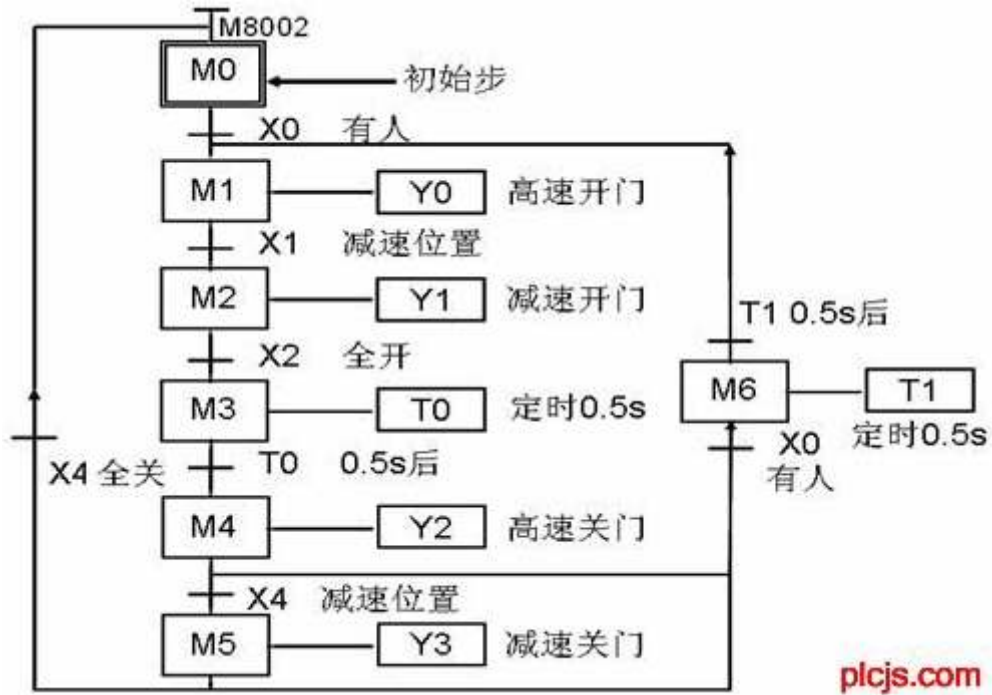 M8002
M0
初始步
X0 有人
M1 Y0 高速开门
X1 减速位置
M2 Y1 减速开门
X2 全开
T1 0.5s后
M3 T0 定时0.5s
M6 T1
定时0.5s
X0
有人
X4 全关
T0 0.5s后
M4 Y2 高速关门
X4 减速位置
M5 Y3 减速关门
plcjs.com